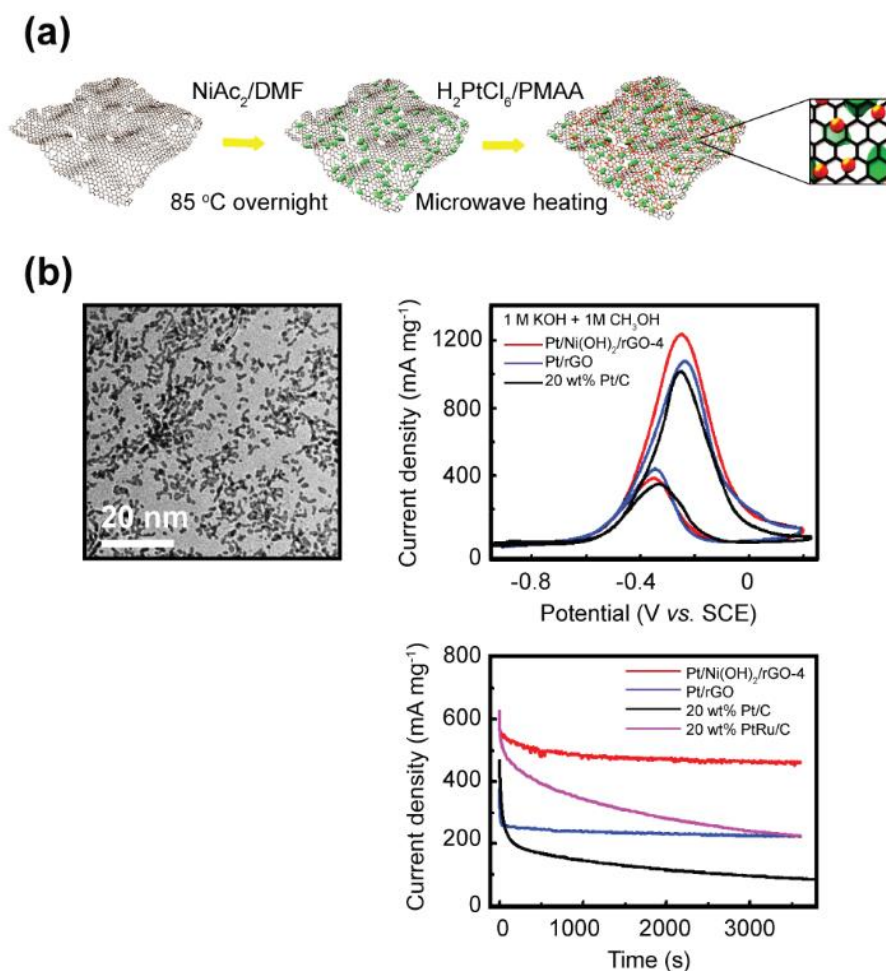 (a)
NiAc2/DMF
85 °C overnight
H2PtCl6/PMAA
Microwave heating
(b)
20 nm
Current density (mA mg-1)
1200
800
400
0
1 M KOH + 1M CH3OH
Pt/Ni(OH)2/rGO-4
Pt/rGO
20 wt% Pt/C
-0.8
-0.4
0
Potential (V vs. SCE)
Current density (mA mg-1)
800
600
400
200
0
Pt/Ni(OH)2/rGO-4
Pt/rGO
20 wt% Pt/C
20 wt% PtRu/C
0
1000
2000
3000
Time (s)